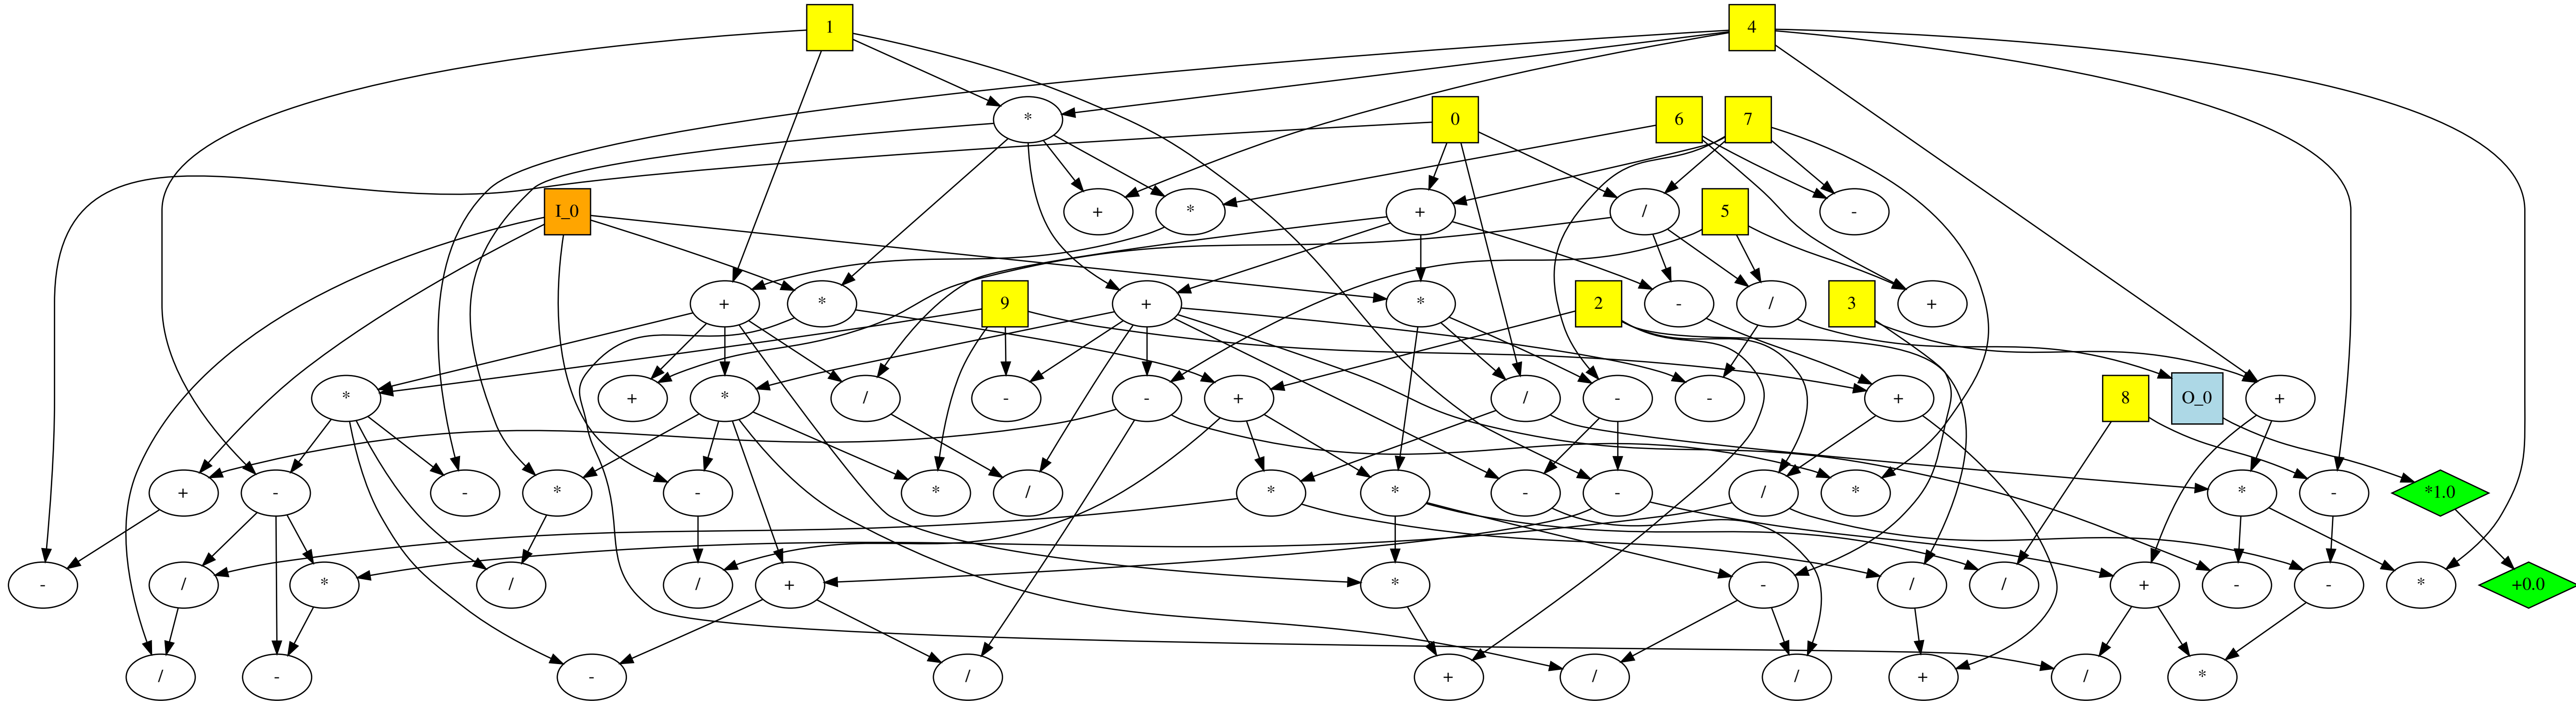 1 4
* 0 6 7
I_0 + * + / 5 -
+ * 9 + * 2 - / 3 +
* + * / - - + / - - + 8 O_0 +
+ - - * - * / * * - - / * * - *1.0
- / * / / + * - / / + - - * +0.0
/ - - / + / / + / *